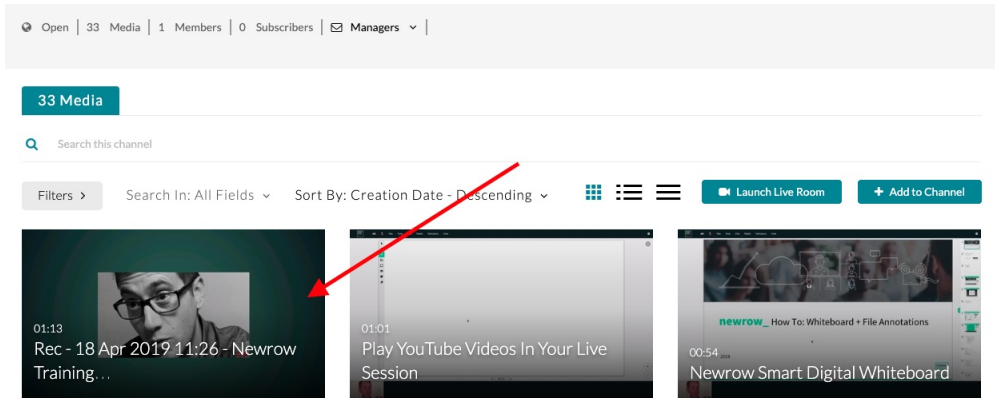 Open | 33 Media | 1 Members | 0 Subscribers | Managers |
33 Media
Search this channel
Filters > Search In: All Fields Sort By: Creation Date - Descending Launch Live Room + Add to Channel
01:13
Rec - 18 Apr 2019 11:26 - Newrow
Training...
01:01
Play YouTube Videos In Your Live
Session
newrow_ How To: Whiteboard + File Annotations
00:54 2019
Newrow Smart Digital Whiteboard